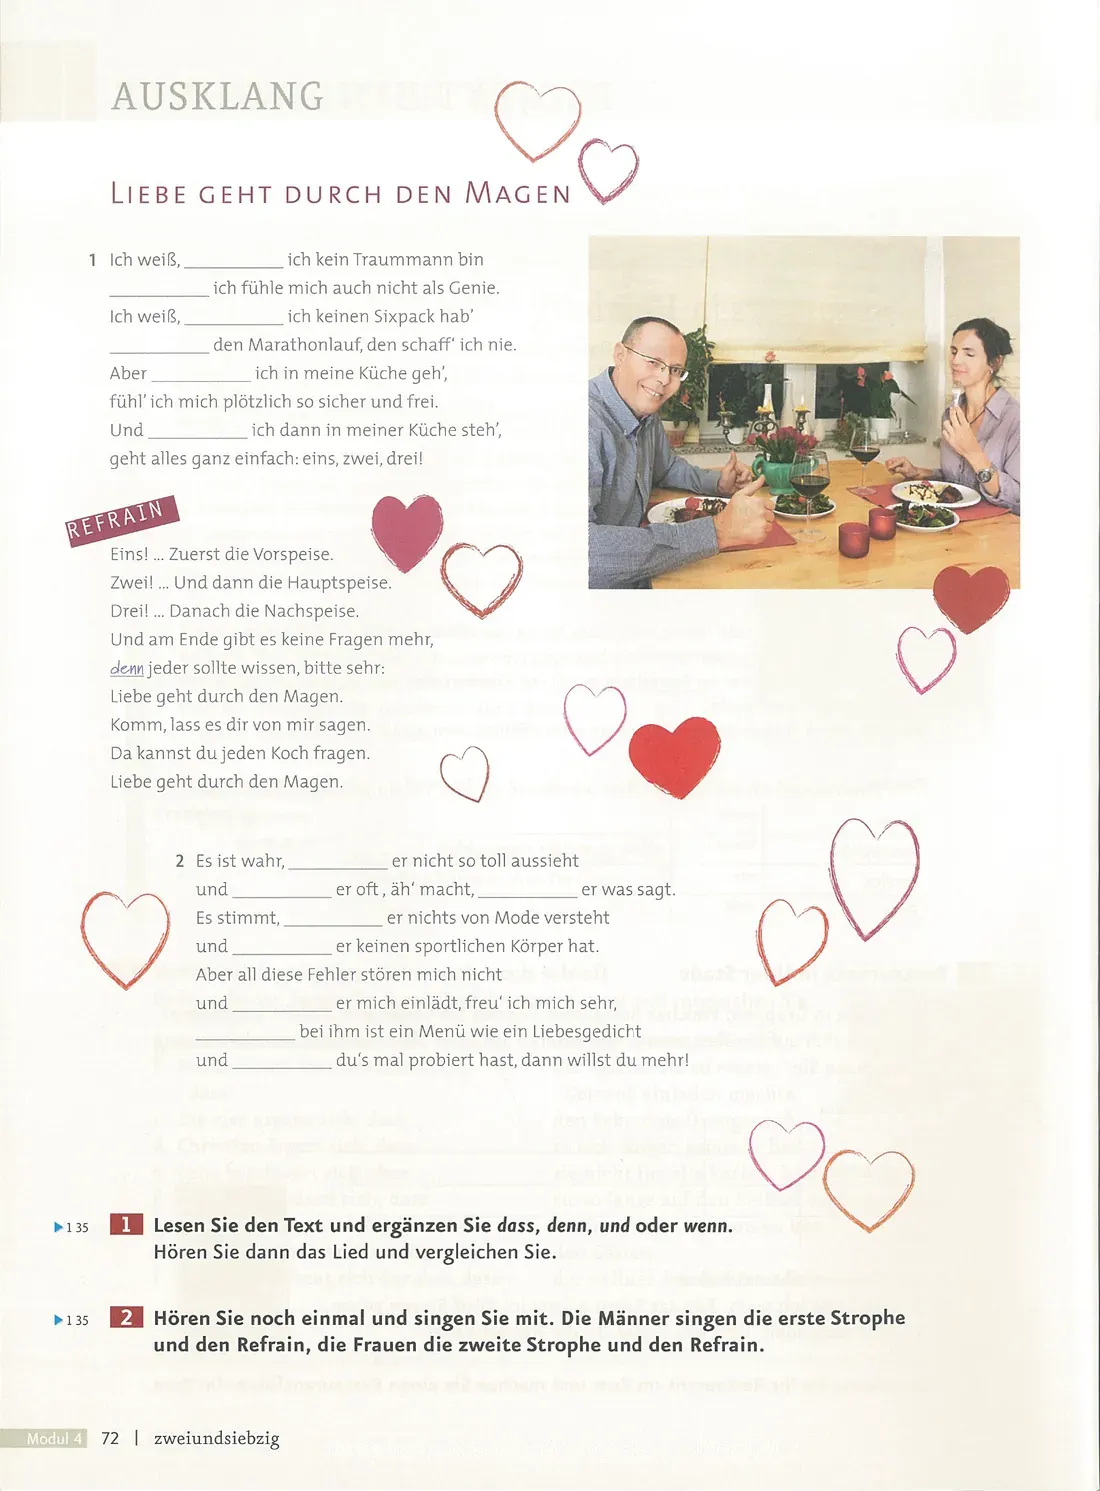 AUSKLANG
LIEBE GEHT DURCH DEN MAGEN
1 Ich weiß, __________ ich kein Traummann bin
__________ ich fühle mich auch nicht als Genie.
Ich weiß, __________ ich keinen Sixpack hab'
__________ den Marathonlauf, den schaff' ich nie.
Aber __________ ich in meine Küche geh',
fühl' ich mich plötzlich so sicher und frei.
Und __________ ich dann in meiner Küche steh',
geht alles ganz einfach: eins, zwei, drei!
REFRAIN
Eins! ... Zuerst die Vorspeise.
Zwei! ... Und dann die Hauptspeise.
Drei! ... Danach die Nachspeise.
Und am Ende gibt es keine Fragen mehr,
denn jeder sollte wissen, bitte sehr:
Liebe geht durch den Magen.
Komm, lass es dir von mir sagen.
Da kannst du jeden Koch fragen.
Liebe geht durch den Magen.
2 Es ist wahr, __________ er nicht so toll aussieht
und __________ er oft ‚äh' macht, __________ er was sagt.
Es stimmt, __________ er nichts von Mode versteht
und __________ er keinen sportlichen Körper hat.
Aber all diese Fehler stören mich nicht
und __________ er mich einlädt, freu' ich mich sehr,
__________ bei ihm ist ein Menü wie ein Liebesgedicht
und __________ du's mal probiert hast, dann willst du mehr!
▶1 35 1 Lesen Sie den Text und ergänzen Sie dass, denn, und oder wenn.
Hören Sie dann das Lied und vergleichen Sie.
▶1 35 2 Hören Sie noch einmal und singen Sie mit. Die Männer singen die erste Strophe
und den Refrain, die Frauen die zweite Strophe und den Refrain.
Modul 4 72 | zweiundsiebzig